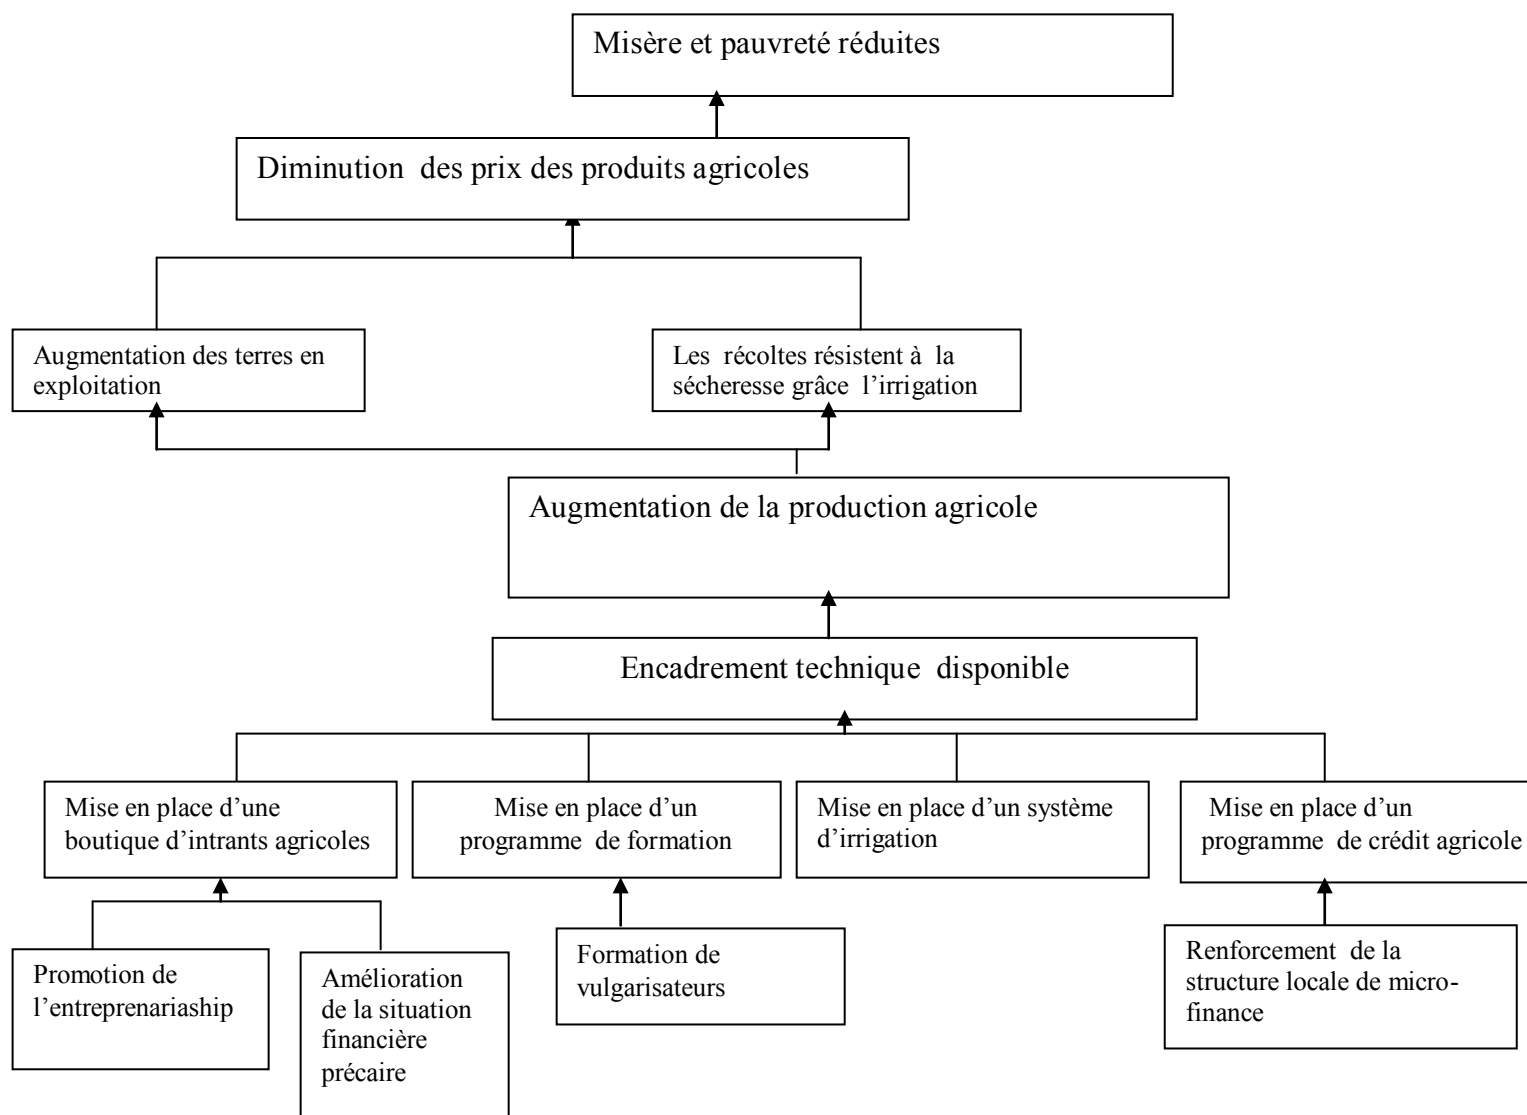 Misère et pauvreté réduites
Diminution des prix des produits agricoles
Augmentation des terres en
exploitation
Les récoltes résistent à la
sécheresse grâce l’irrigation
Augmentation de la production agricole
Encadrement technique disponible
Mise en place d’une
boutique d’intrants agricoles
Mise en place d’un
programme de formation
Mise en place d’un système
d’irrigation
Mise en place d’un
programme de crédit agricole
Promotion de
l’entreprenariaship
Amélioration
de la situation
financière
précaire
Formation de
vulgarisateurs
Renforcement de la
structure locale de micro-
finance